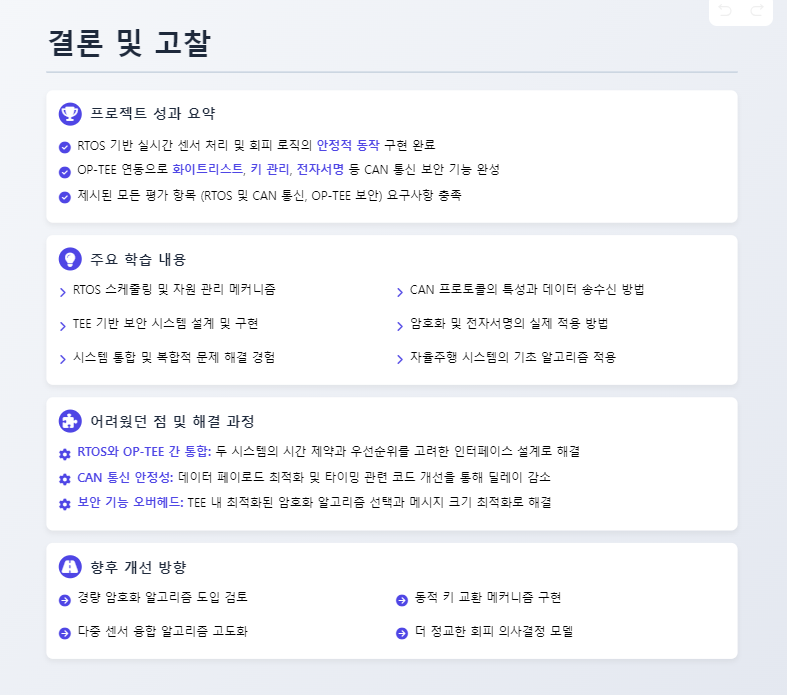 결론 및 고찰
프로젝트 성과 요약
RTOS 기반 실시간 센서 처리 및 회피 로직의 안정적 동작 구현 완료
OP-TEE 연동으로 화이트리스트, 키 관리, 전자서명 등 CAN 통신 보안 기능 완성
제시된 모든 평가 항목 (RTOS 및 CAN 통신, OP-TEE 보안) 요구사항 충족
주요 학습 내용
RTOS 스케줄링 및 자원 관리 메커니즘
CAN 프로토콜의 특성과 데이터 송수신 방법
TEE 기반 보안 시스템 설계 및 구현
암호화 및 전자서명의 실제 적용 방법
시스템 통합 및 복합적 문제 해결 경험
자율주행 시스템의 기초 알고리즘 적용
어려웠던 점 및 해결 과정
RTOS와 OP-TEE 간 통합: 두 시스템의 시간 제약과 우선순위를 고려한 인터페이스 설계로 해결
CAN 통신 안정성: 데이터 페이로드 최적화 및 타이밍 관련 코드 개선을 통해 딜레이 감소
보안 기능 오버헤드: TEE 내 최적화된 암호화 알고리즘 선택과 메시지 크기 최적화로 해결
향후 개선 방향
경량 암호화 알고리즘 도입 검토
동적 키 교환 메커니즘 구현
다중 센서 융합 알고리즘 고도화
더 정교한 회피 의사결정 모델